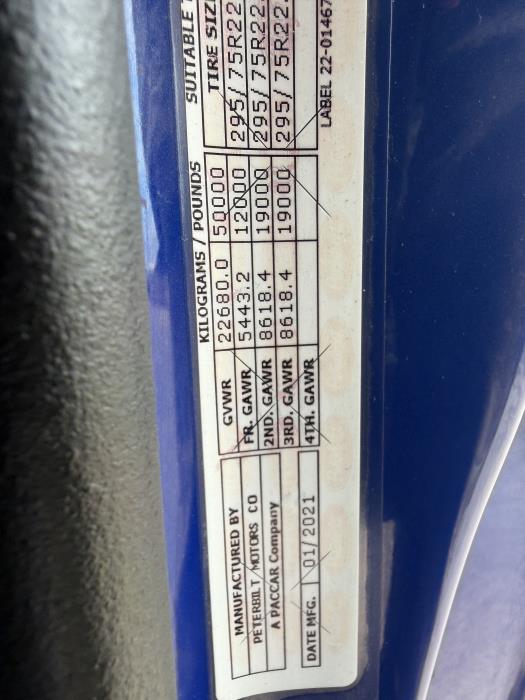 MANUFACTURED BY
PETERBILT MOTORS CO
A PACCAR Company
DATE MFG. 01/2021
KILOGRAMS / POUNDS
GVWR 22680.0 50000
FR. GAWR 5443.2 12000
2ND. GAWR 8618.4 19000
3RD. GAWR 8618.4 19000
4TH. GAWR
SUITABLE
TIRE SIZ
295/75R22.
295/75R22.
295/75R22.
LABEL 22-01467